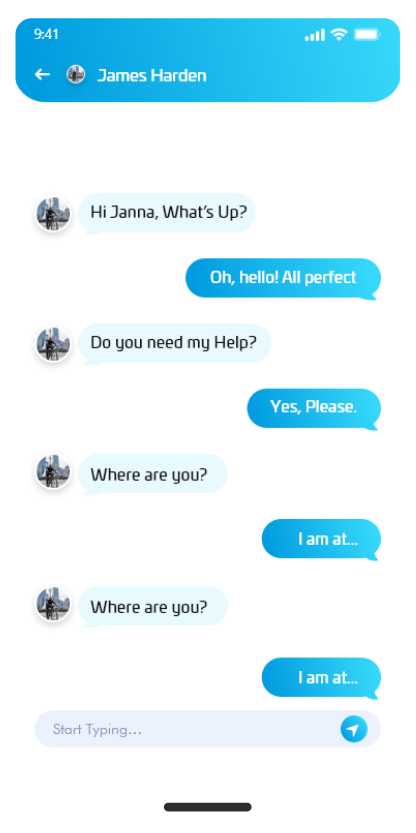 9:41
James Harden
Hi Janna, What's Up?
Oh, hello! All perfect
Do you need my Help?
Yes, Please.
Where are you?
I am at...
Where are you?
I am at...
Start Typing...